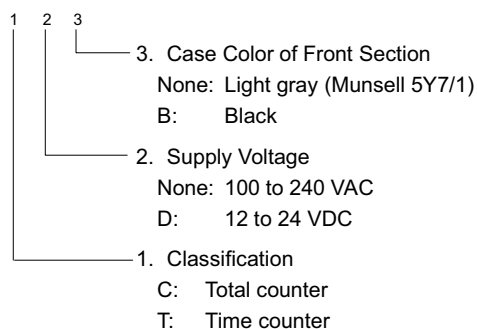 1 2 3
3. Case Color of Front Section
None: Light gray (Munsell 5Y7/1)
B: Black
2. Supply Voltage
None: 100 to 240 VAC
D: 12 to 24 VDC
1. Classification
C: Total counter
T: Time counter